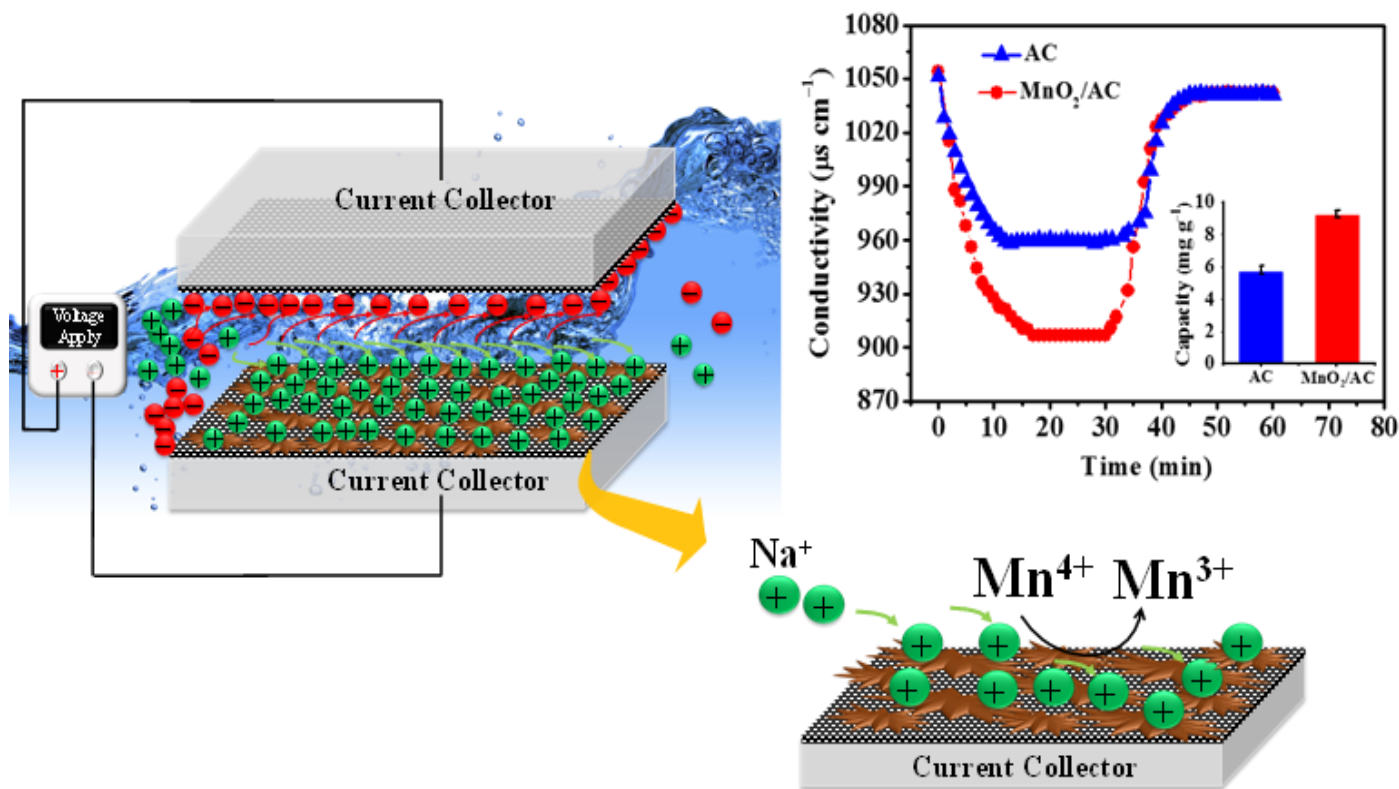 Current Collector
Voltage
Apply
+
-
Current Collector
1080
1050
1020
990
960
930
900
870
Conductivity (μs cm⁻¹)
AC
MnO₂/AC
0 10 20 30 40 50 60 70 80
Time (min)
10
8
6
4
2
0
Capacity (mg g⁻¹)
AC MnO₂/AC
Na⁺
Mn⁴⁺ Mn³⁺
Current Collector